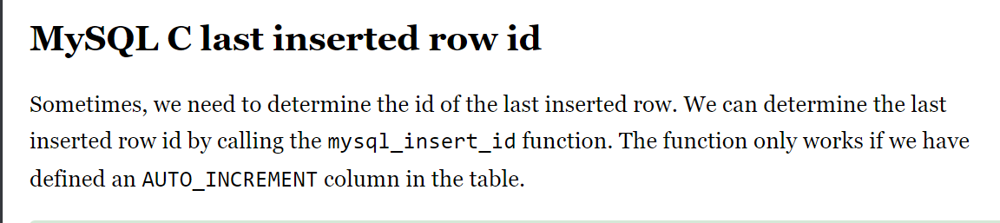 MySQL C last inserted row id
Sometimes, we need to determine the id of the last inserted row. We can determine the last
inserted row id by calling the mysql_insert_id function. The function only works if we have
defined an AUTO_INCREMENT column in the table.